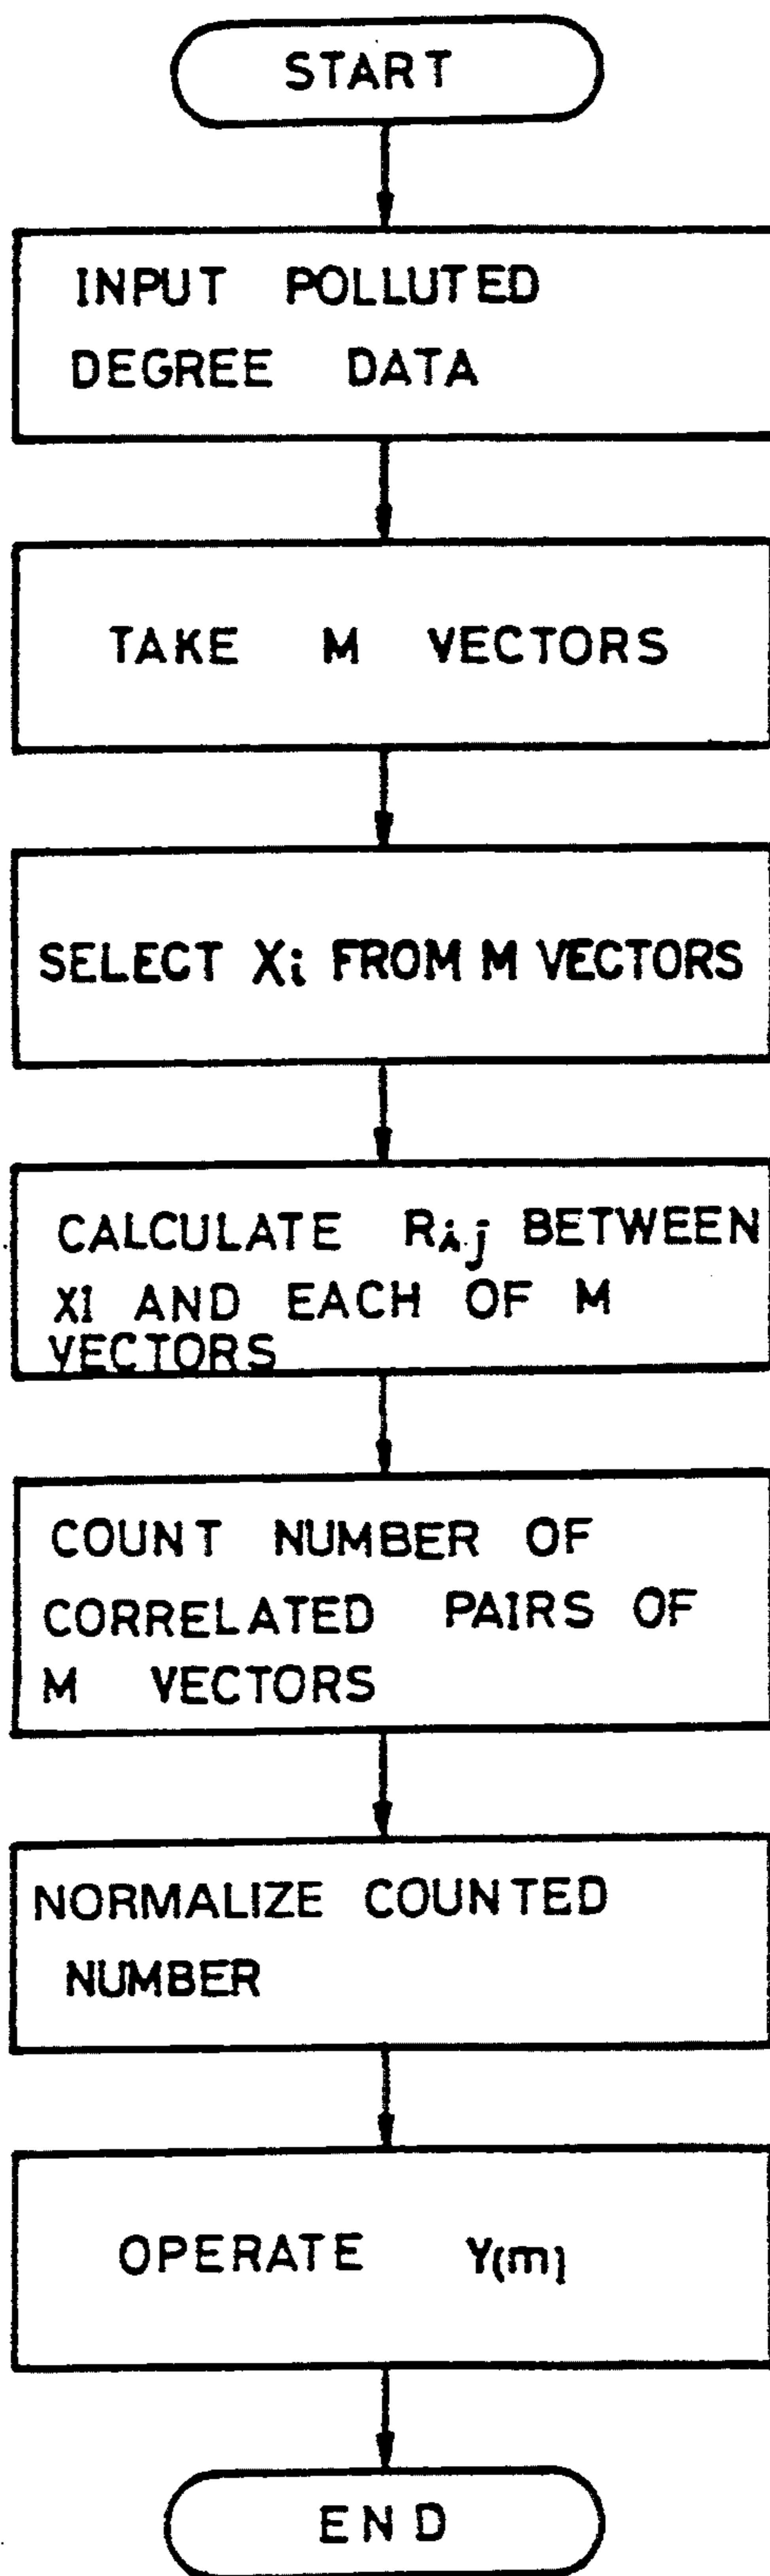 START
INPUT POLLUTED
DEGREE DATA
TAKE M VECTORS
SELECT Xi FROM M VECTORS
CALCULATE Rij BETWEEN
XI AND EACH OF M
VECTORS
COUNT NUMBER OF
CORRELATED PAIRS OF
M VECTORS
NORMALIZE COUNTED
NUMBER
OPERATE Y(m)
END